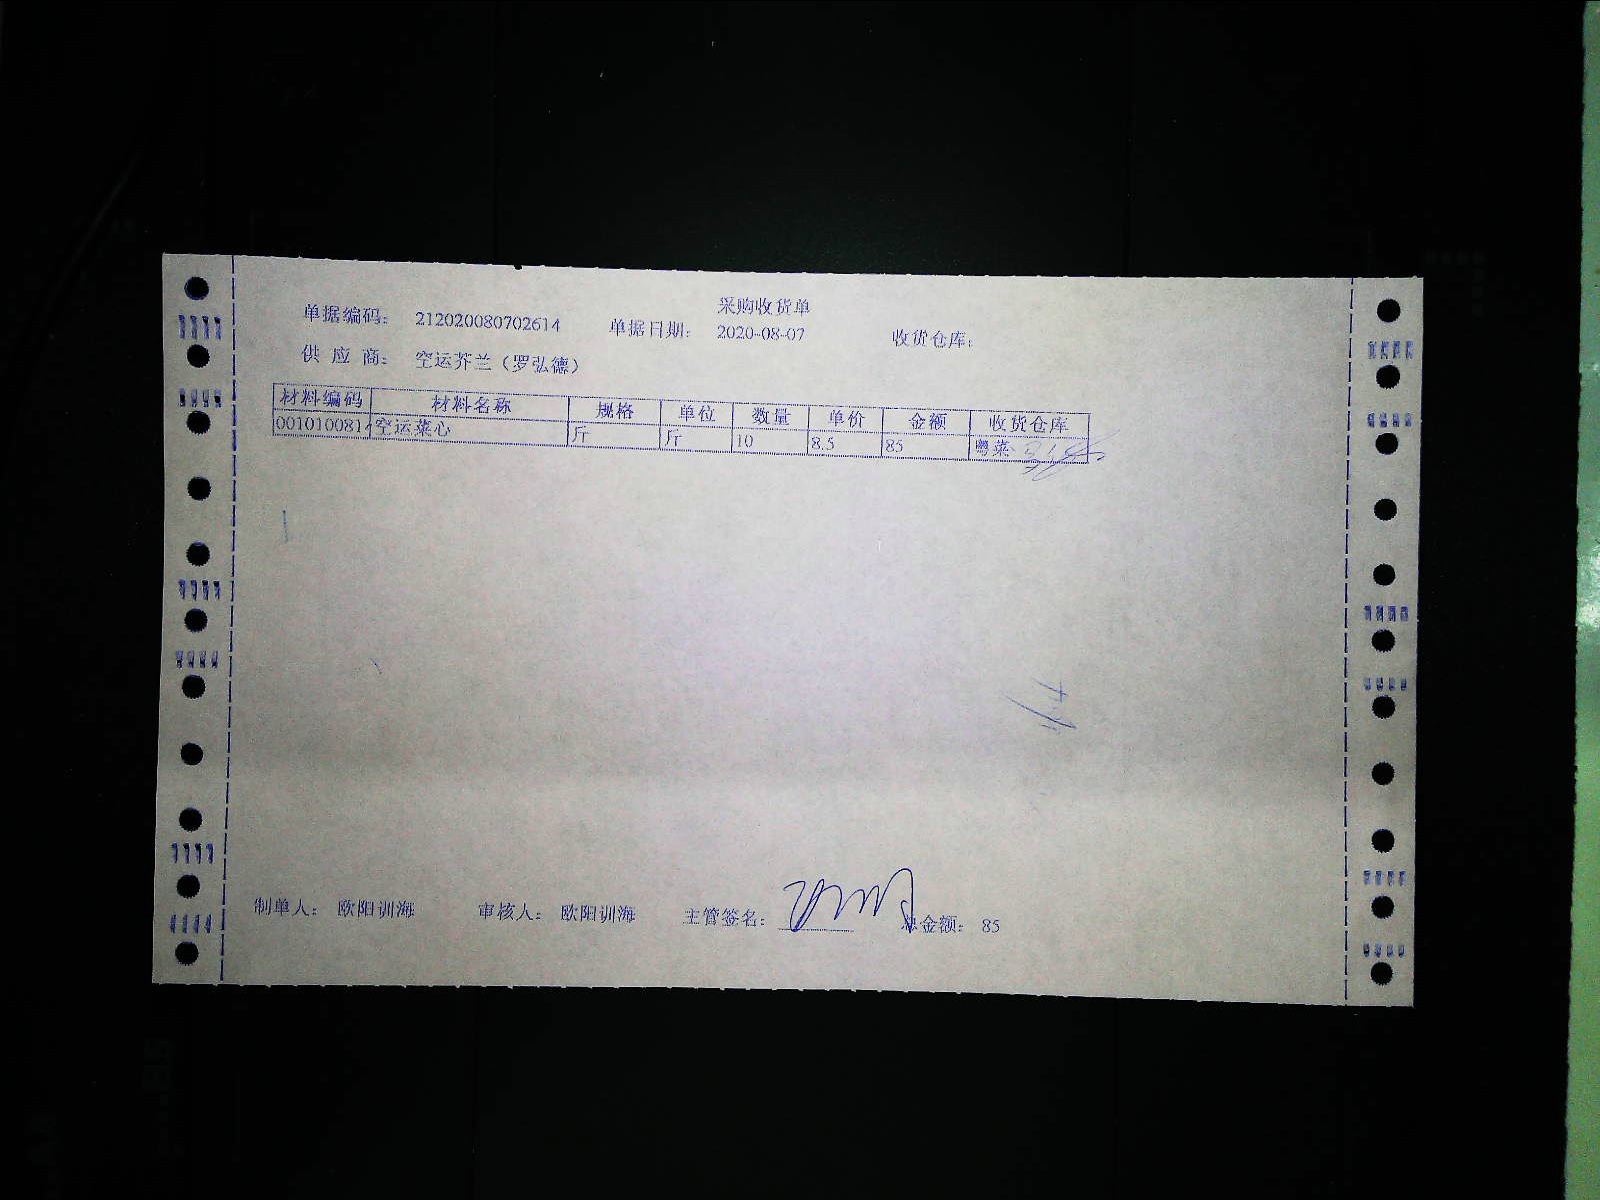 采购收货单
单据编码: 212020080702614 单据日期: 2020-08-07 收货仓库:
供 应 商: 空运芥兰(罗弘德)
材料编码 材料名称 规格 单位 数量 单价 金额 收货仓库
0010100814 空运菜心 斤 斤 10 8.5 85 粤菜
制单人: 欧阳训海 审核人: 欧阳训海 主管签名: 总金额: 85